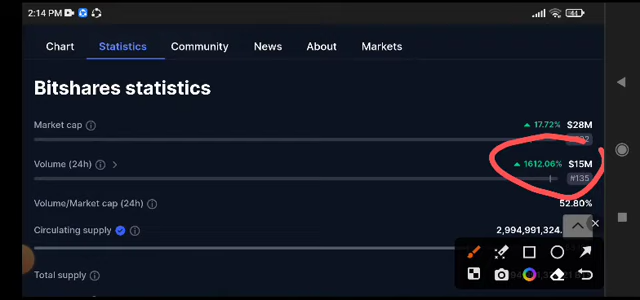 2:14 PM
Chart Statistics Community News About Markets
Bitshares statistics
Market cap 17.72% $28M
Volume (24h) > 1612.06% $15M
#135
Volume/Market cap (24h) 52.80%
Circulating supply 2,994,991,324.
Total supply